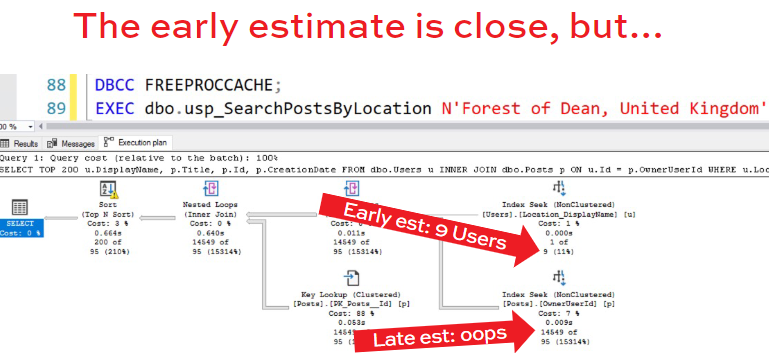 The early estimate is close, but...
88 DBCC FREEPROCCACHE;
89 EXEC dbo.usp_SearchPostsByLocation N'Forest of Dean, United Kingdom'
Results Messages Execution plan
Query 1: Query cost (relative to the batch): 100%
SELECT TOP 200 u.DisplayName, p.Title, p.Id, p.CreationDate FROM dbo.Users u INNER JOIN dbo.Posts p ON u.Id = p.OwnerUserId WHERE u.Loc
SELECT
Cost: 0 %
Sort
(Top N Sort)
Cost: 3 %
0.664s
200 of
95 (210%)
Nested Loops
(Inner Join)
Cost: 0 %
0.640s
14549 of
95 (15314%)
0.011s
14549 of
95 (15314%)
Early est: 9 Users
Index Seek (NonClustered)
[Users].[Location_DisplayName] [u]
Cost: 1 %
0.000s
1 of
9 (11%)
Key Lookup (Clustered)
[Posts].[PK_Posts__Id] [p]
Cost: 88 %
0.053s
Late est: oops
Index Seek (NonClustered)
[Posts].[OwnerUserId] [p]
Cost: 7 %
0.009s
14549 of
95 (15314%)